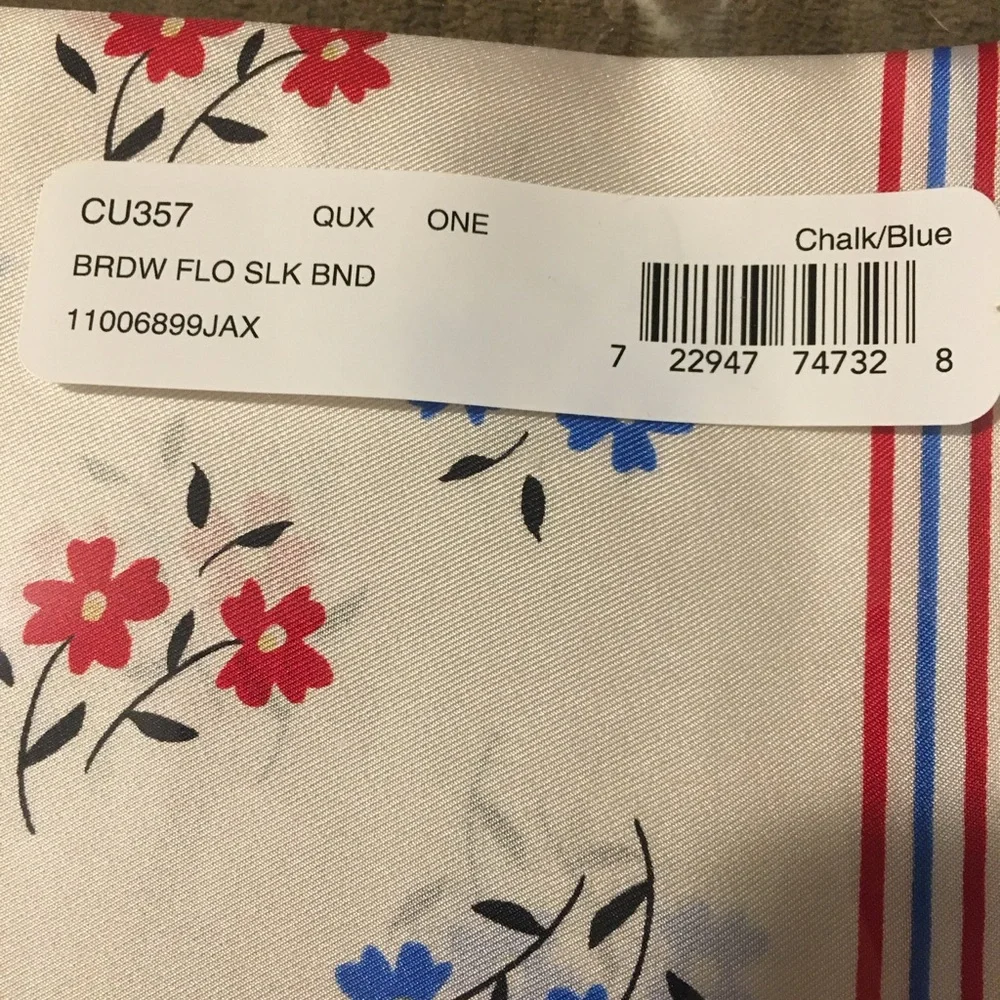 CU357 QUX ONE
Chalk/Blue
BRDW FLO SLK BND
11006899JAX
7 22947 74732 8